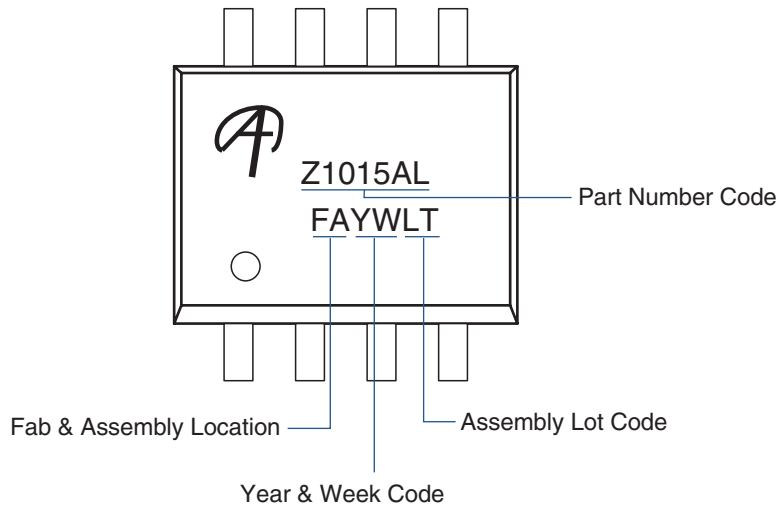 Z1015AL
Part Number Code
FAYWLT
Fab & Assembly Location
Assembly Lot Code
Year & Week Code